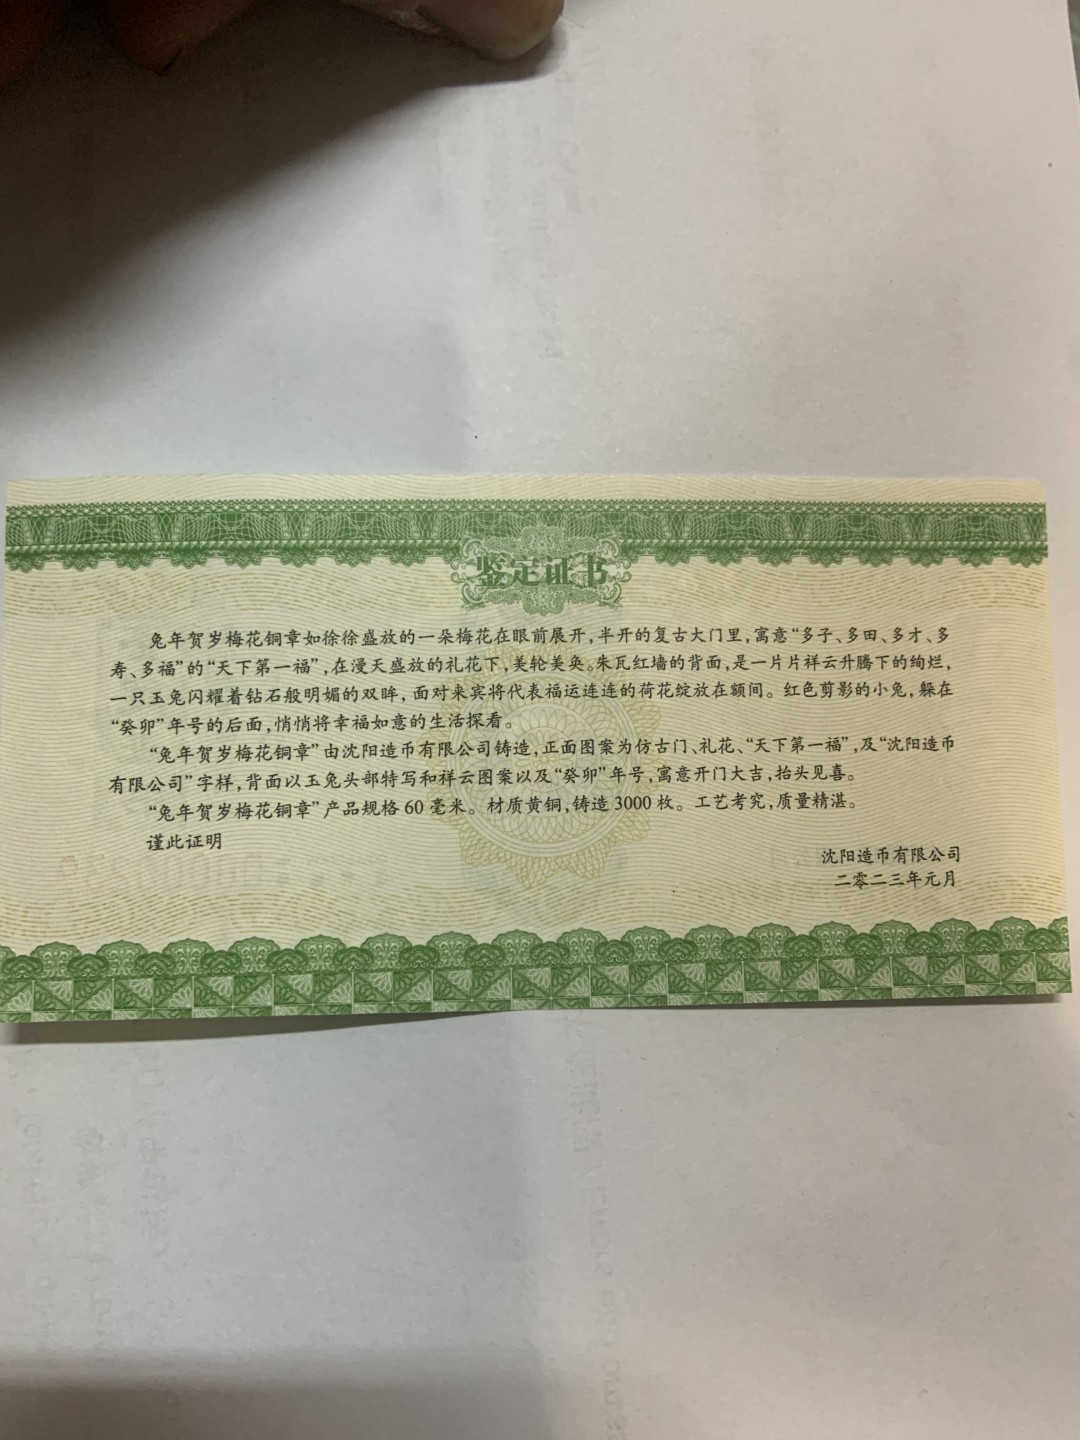 鉴定证书
兔年贺岁梅花铜章如徐徐盛放的一朵梅花在眼前展开,半开的复古大门里,寓意“多子、多田、多才、多
寿、多福”的“天下第一福”,在漫天盛放的礼花下,美轮美奂。朱瓦红墙的背面,是一片片祥云升腾下的绚烂,
一只玉兔闪耀着钻石般明媚的双眸,面对来宾将代表福运连连的荷花绽放在额间。红色剪影的小兔,躲在
“癸卯”年号的后面,悄悄将幸福如意的生活探看。
“兔年贺岁梅花铜章”由沈阳造币有限公司铸造,正面图案为仿古门、礼花、“天下第一福”,及“沈阳造币
有限公司”字样,背面以玉兔头部特写和祥云图案以及“癸卯”年号,寓意开门大吉,抬头见喜。
“兔年贺岁梅花铜章”产品规格60毫米。材质黄铜,铸造3000枚。工艺考究,质量精湛。
谨此证明
沈阳造币有限公司
二零二三年元月